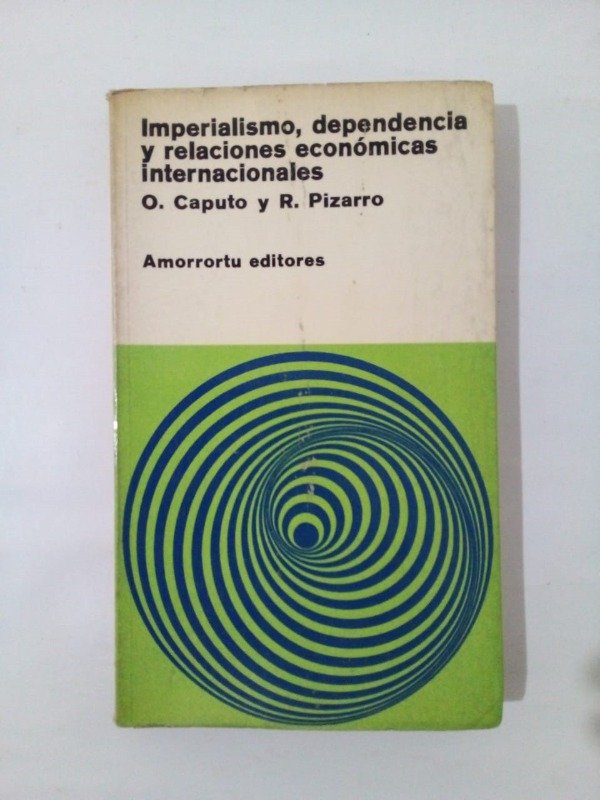 Imperialismo, dependencia
y relaciones económicas
internacionales
O. Caputo y R. Pizarro
Amorrortu editores